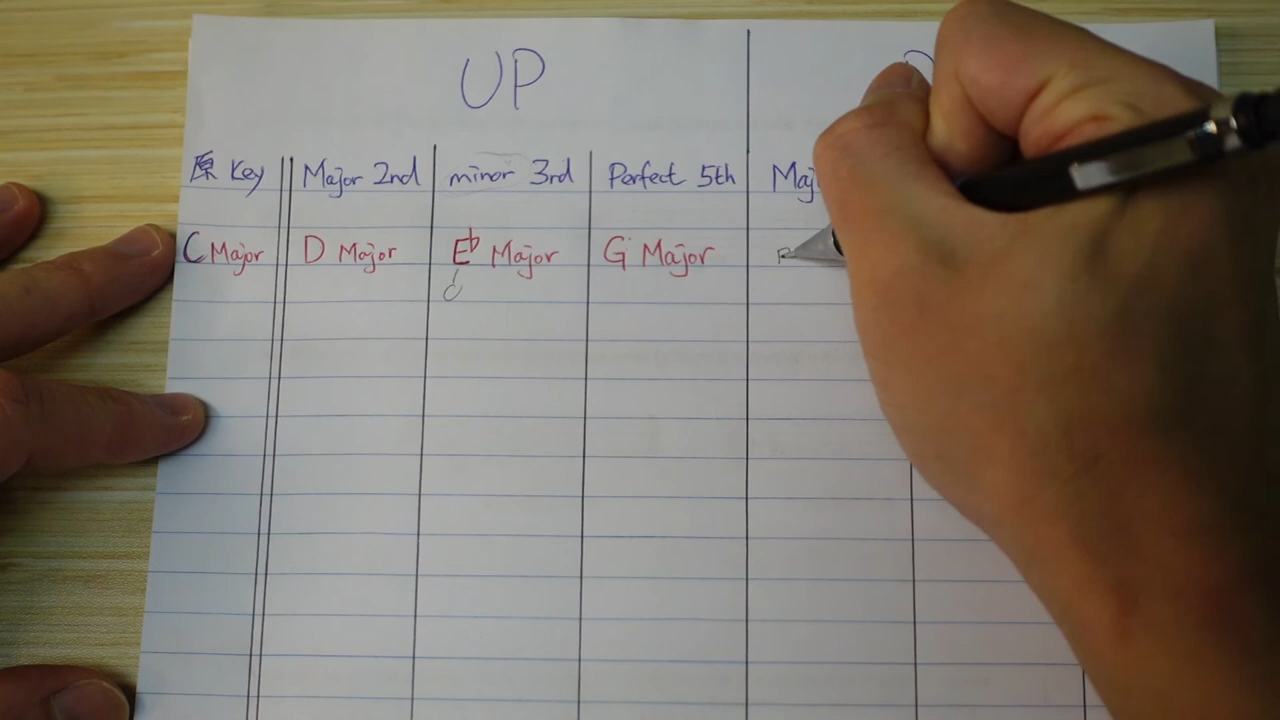 UP
原 Key Major 2nd minor 3rd Perfect 5th
C Major D Major E♭ Major G Major